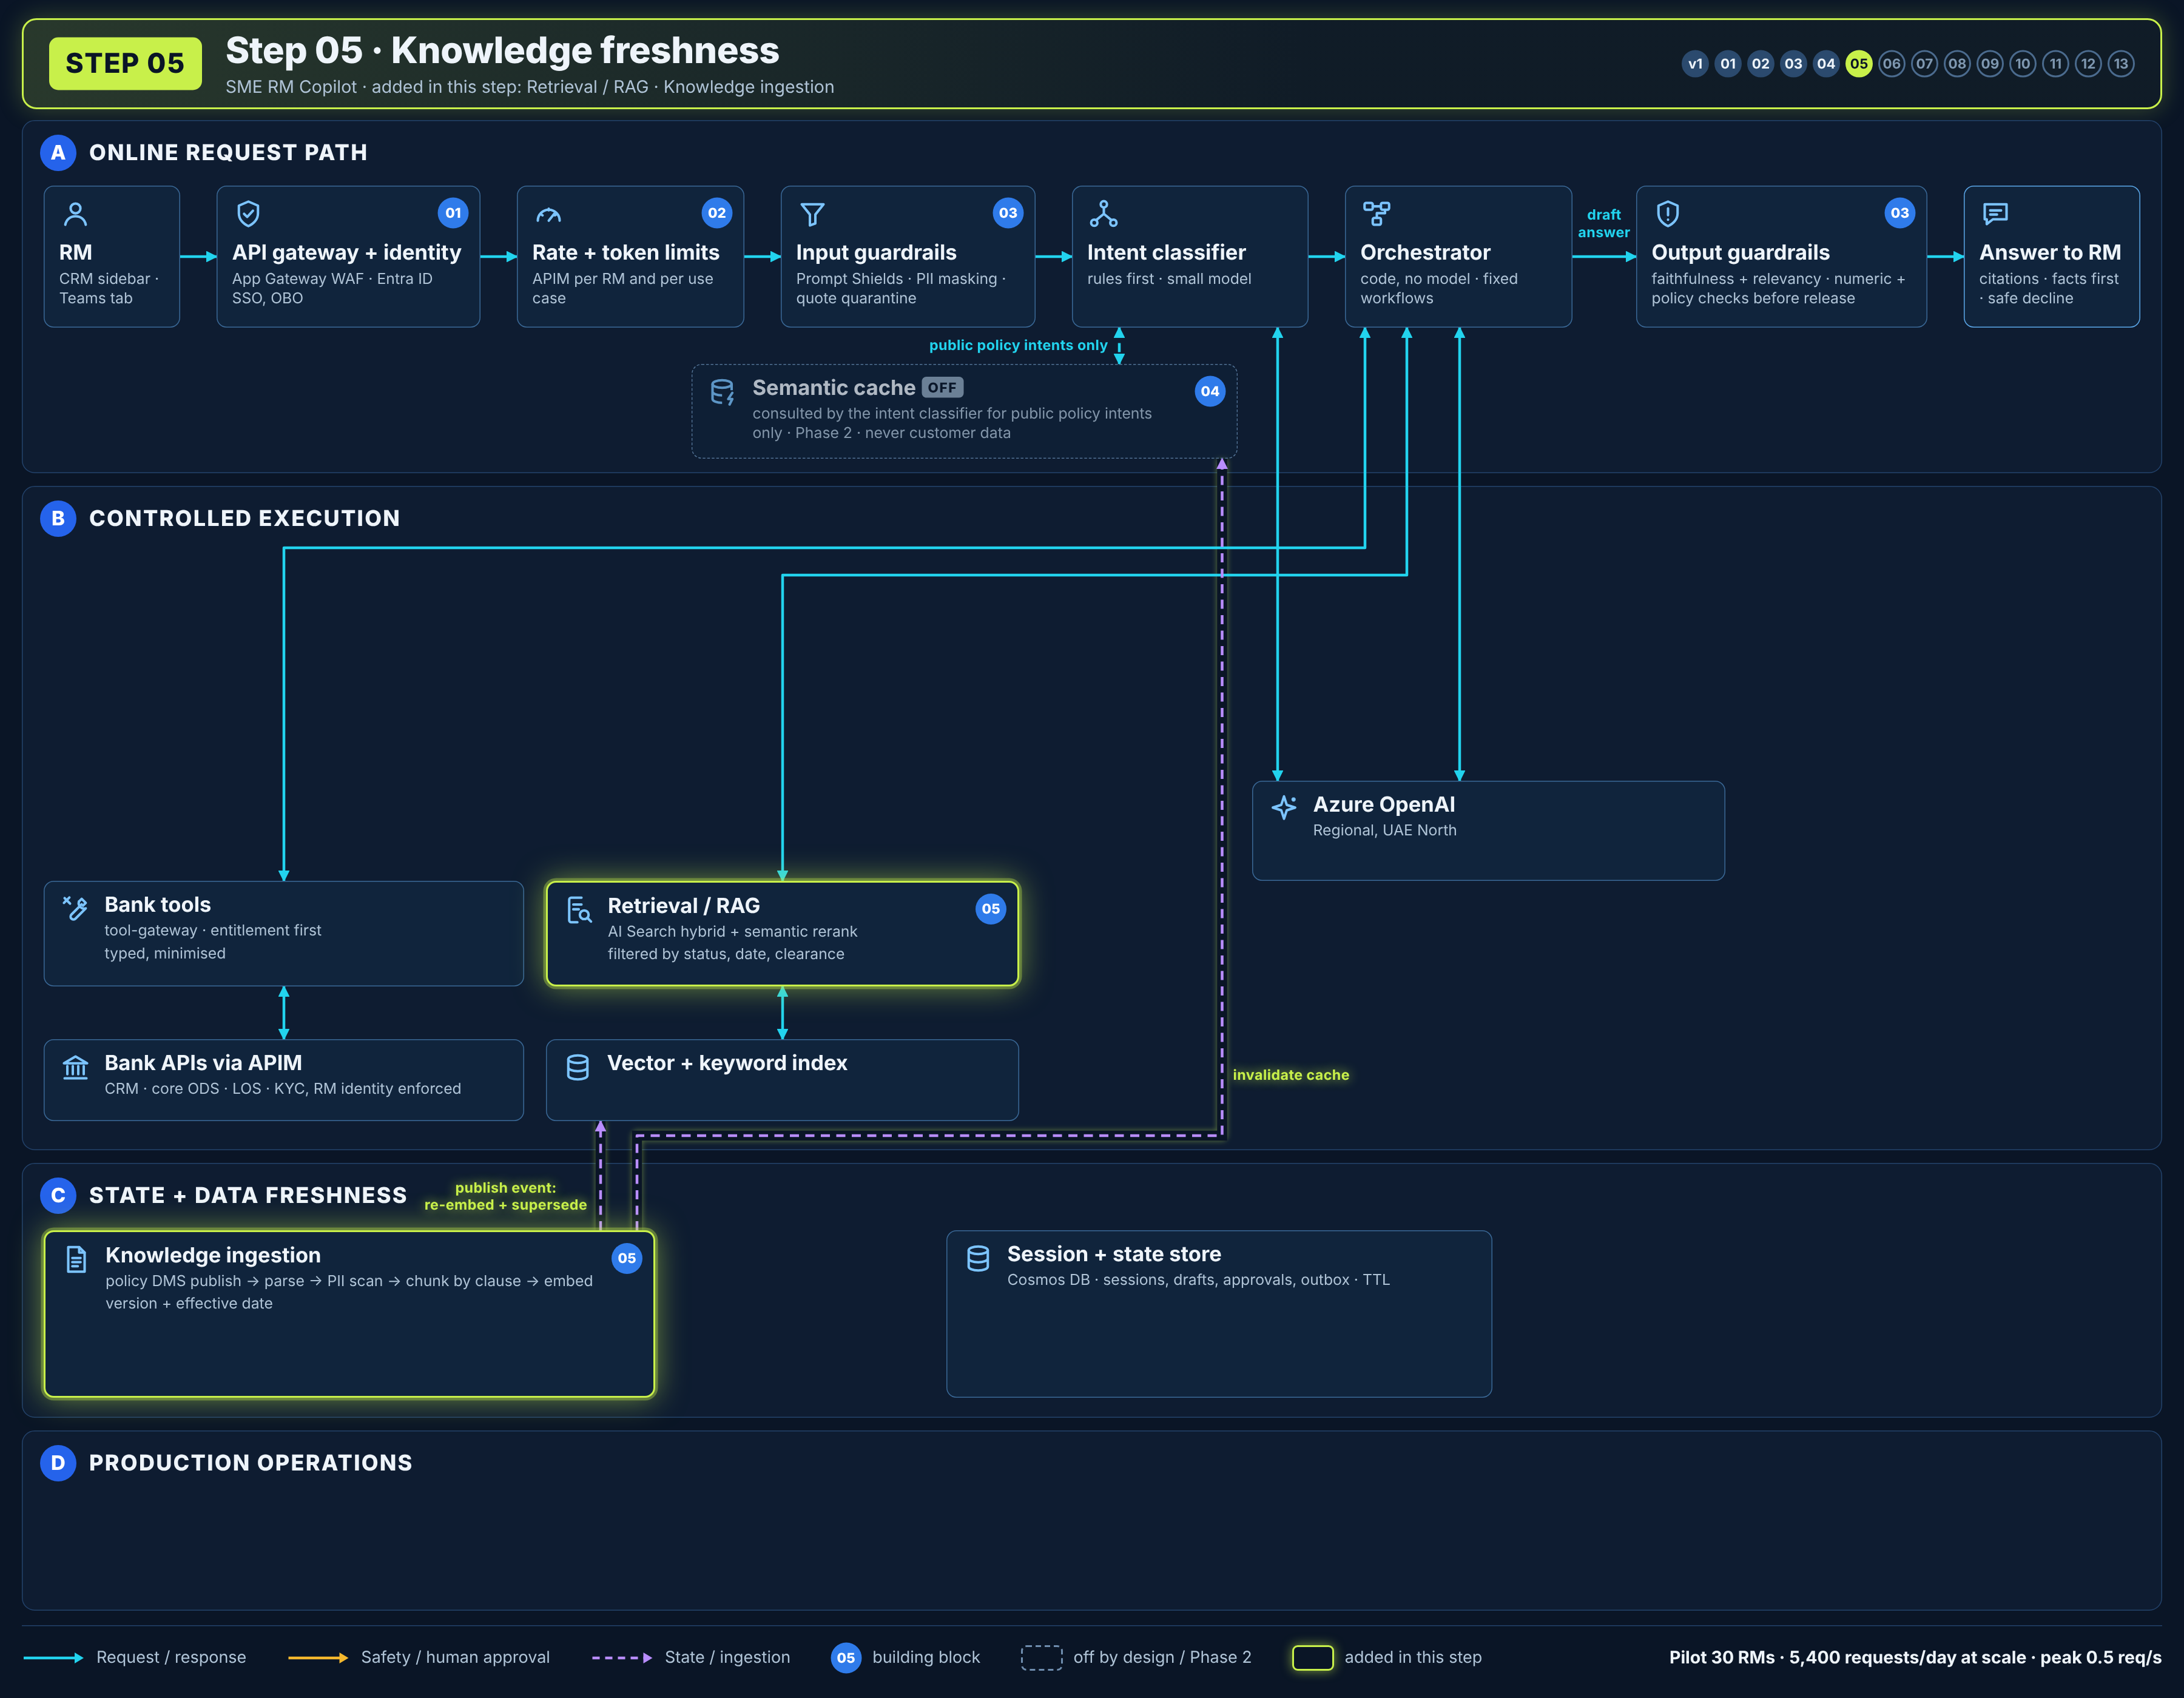 STEP 05
Step 05 · Knowledge freshness
SME RM Copilot · added in this step: Retrieval / RAG · Knowledge ingestion
v1 01 02 03 04 05 06 07 08 09 10 11 12 13
A ONLINE REQUEST PATH
RM
CRM sidebar ·
Teams tab
01
API gateway + identity
App Gateway WAF · Entra ID
SSO, OBO
02
Rate + token limits
APIM per RM and per use
case
03
Input guardrails
Prompt Shields · PII masking ·
quote quarantine
Intent classifier
rules first · small model
Orchestrator
code, no model · fixed
workflows
draft
answer
03
Output guardrails
faithfulness + relevancy · numeric +
policy checks before release
Answer to RM
citations · facts first
· safe decline
public policy intents only
Semantic cache OFF
04
consulted by the intent classifier for public policy intents
only · Phase 2 · never customer data
B CONTROLLED EXECUTION
Azure OpenAI
Regional, UAE North
Bank tools
tool-gateway · entitlement first
typed, minimised
Retrieval / RAG
05
AI Search hybrid + semantic rerank
filtered by status, date, clearance
Bank APIs via APIM
CRM · core ODS · LOS · KYC, RM identity enforced
Vector + keyword index
invalidate cache
C STATE + DATA FRESHNESS
publish event:
re-embed + supersede
Knowledge ingestion
05
policy DMS publish → parse → PII scan → chunk by clause → embed
version + effective date
Session + state store
Cosmos DB · sessions, drafts, approvals, outbox · TTL
D PRODUCTION OPERATIONS
Request / response
Safety / human approval
State / ingestion
05 building block
off by design / Phase 2
added in this step
Pilot 30 RMs · 5,400 requests/day at scale · peak 0.5 req/s